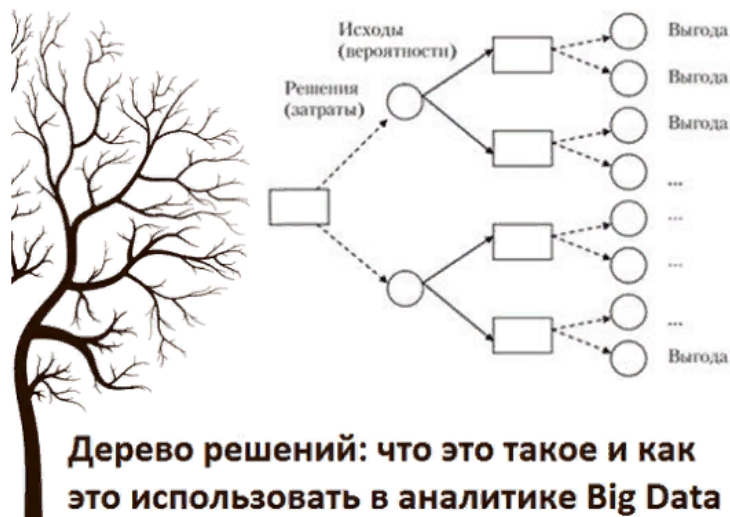 Исходы
(вероятности)
Решения
(затраты)
Выгода
Выгода
Выгода
...
...
...
...
Выгода
Дерево решений: что это такое и как
это использовать в аналитике Big Data